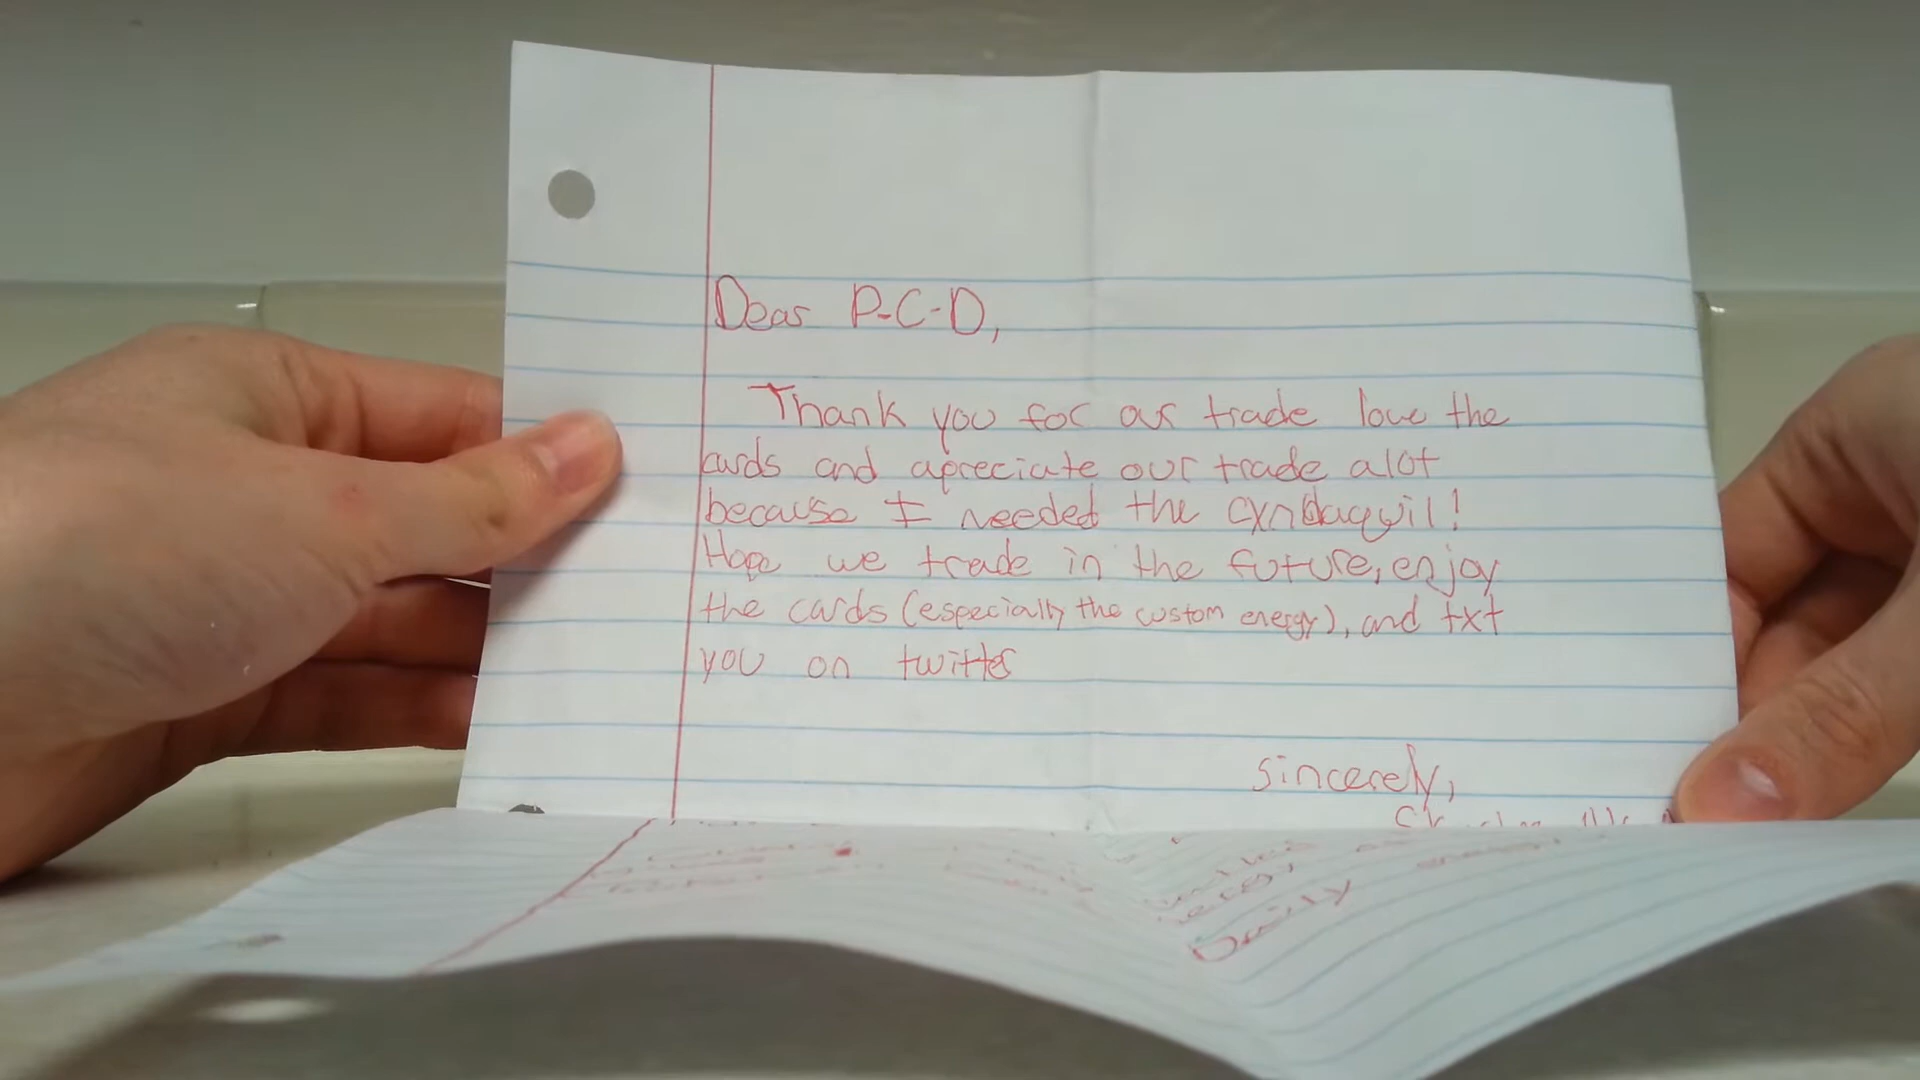 Dear P-C-D,
Thank you for our trade love the
cards and apreciate our trade alot
because I needed the cyndaquil!
Hope we trade in the future, enjoy
the cards (especially the custom energy), and txt
you on twitter
sincerely,